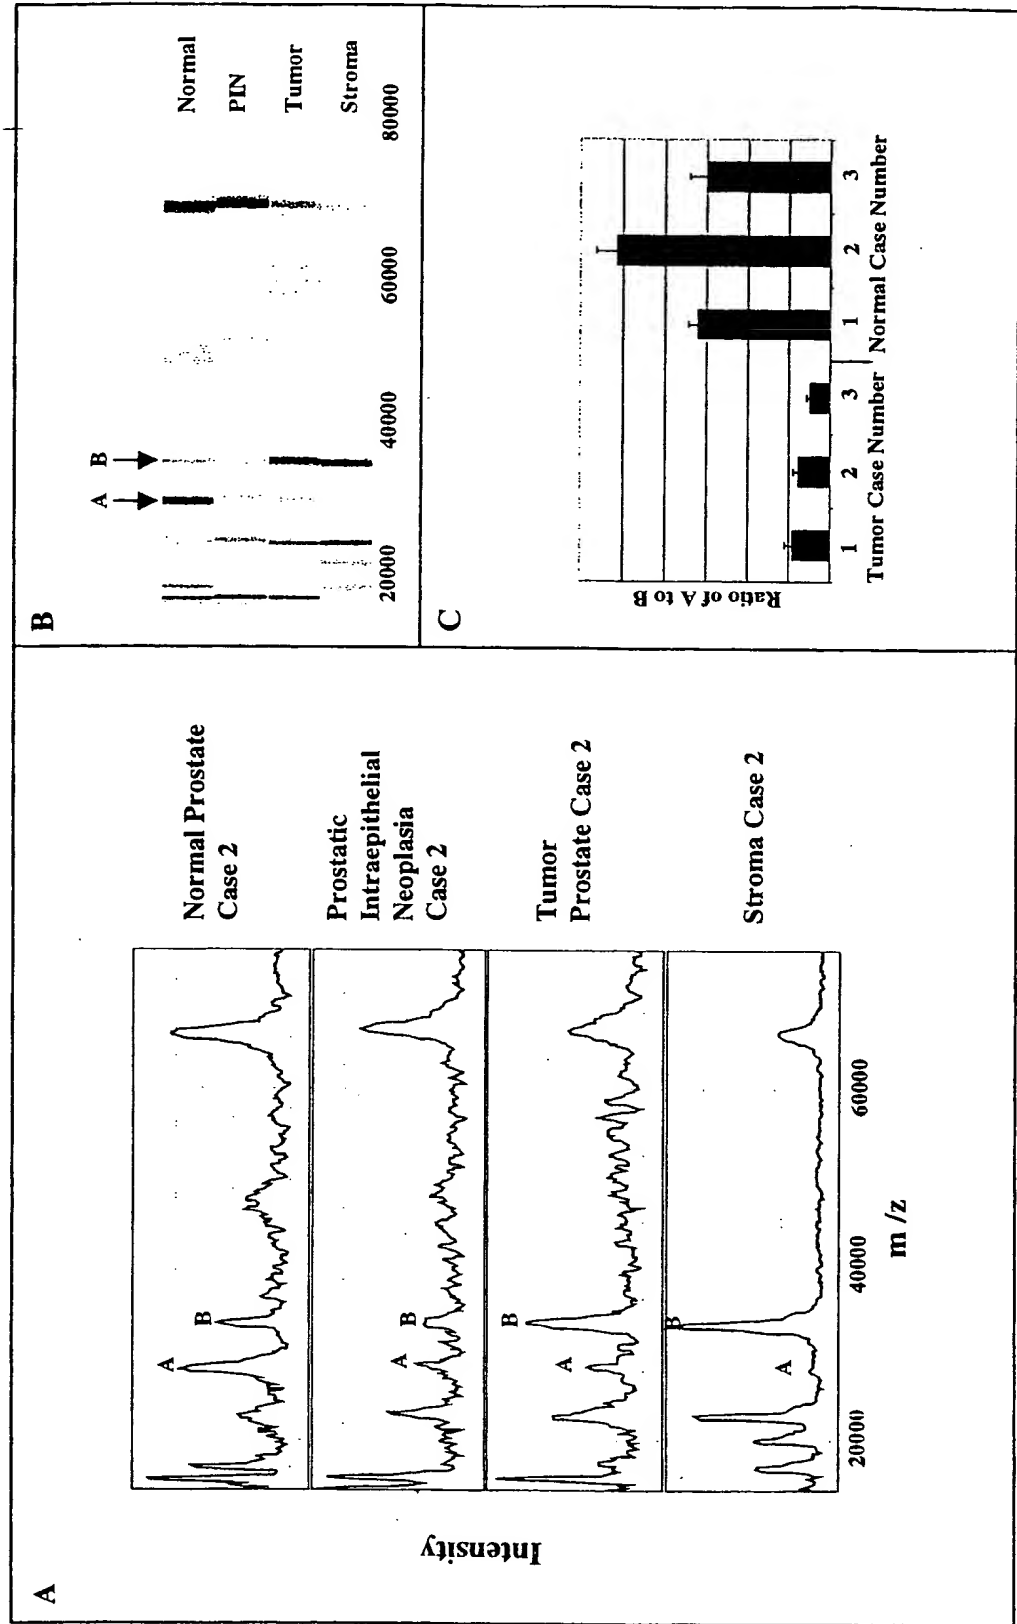 A
Intensity
A
B
Normal Prostate
Case 2
A
B
Prostatic
Intraepithelial
Neoplasia
Case 2
A
B
Tumor
Prostate Case 2
A
B
Stroma Case 2
20000
40000
60000
m /z
B
A
B
Normal
PIN
Tumor
Stroma
20000
40000
60000
80000
C
Ratio of A to B
1
2
3
1
2
3
Tumor Case Number
Normal Case Number